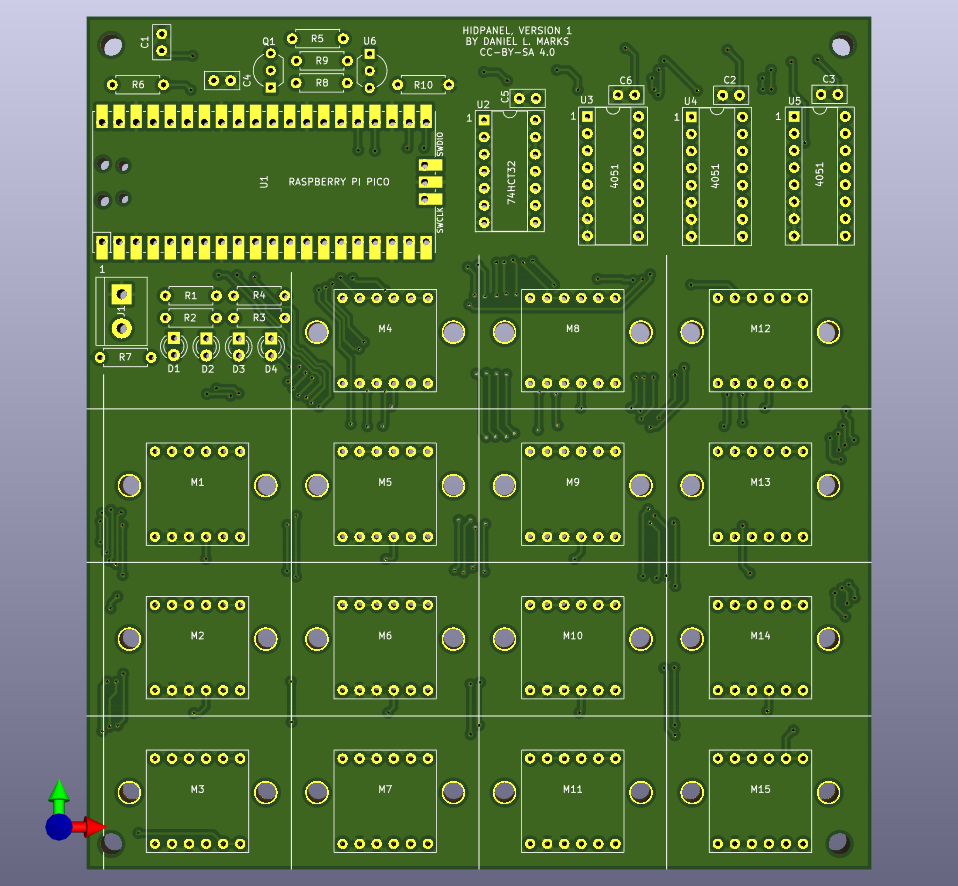 HIDPANEL, VERSION 1
BY DANIEL L. MARKS
CC-BY-SA 4.0
C1
Q1
R5
U6
R9
R6
C4
R8
R10
C5
C6
C2
C3
U2
U3
U4
U5
1
1
1
1
74HCT32
4051
4051
4051
SWDIO
U1
RASPBERRY PI PICO
SWCLK
1
J1
R1
R4
R2
R3
R7
D1
D2
D3
D4
M4
M8
M12
M1
M5
M9
M13
M2
M6
M10
M14
M3
M7
M11
M15